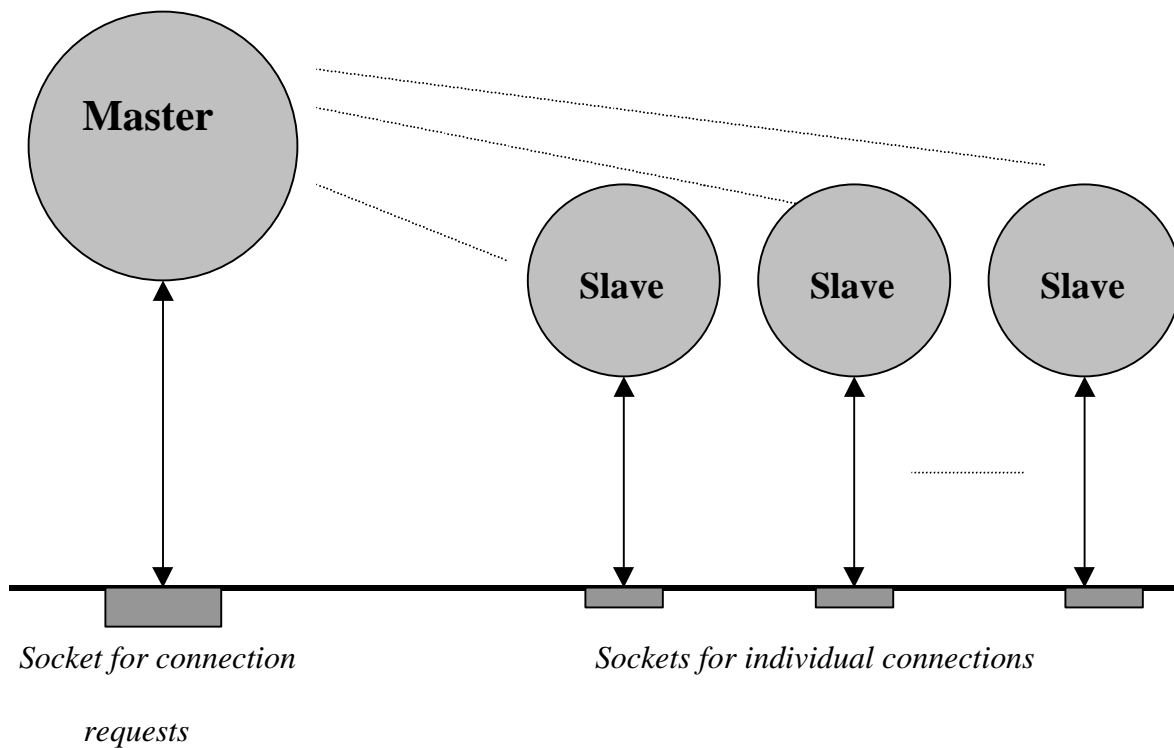 Master
Slave Slave Slave
Socket for connection Sockets for individual connections
requests